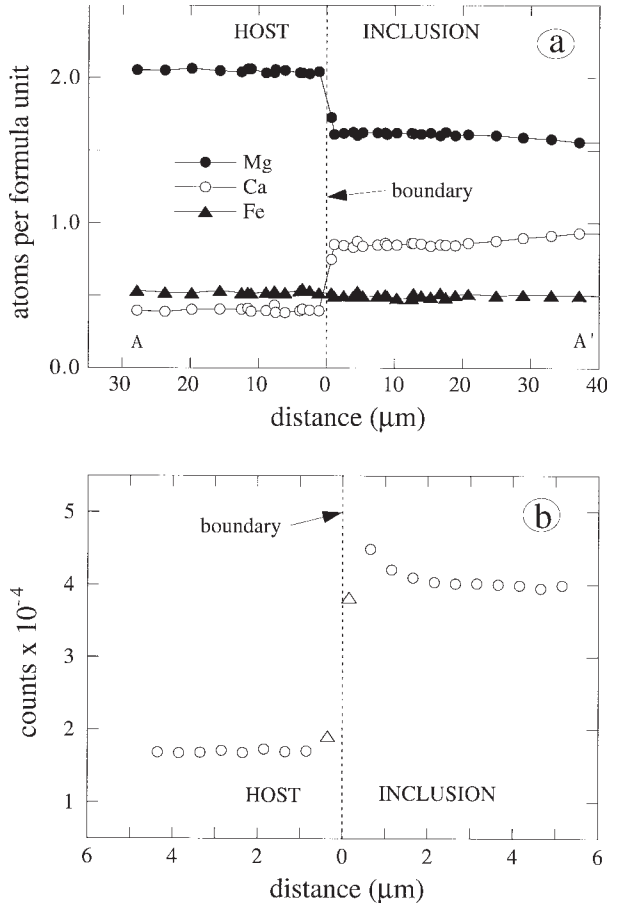 HOST INCLUSION a
2.0
Mg
Ca
Fe
boundary
1.0
A A'
0.0
30 20 10 0 10 20 30 40
distance (μm)
atoms per formula unit
b
boundary
5
4
3
2
1
HOST INCLUSION
6 4 2 0 2 4 6
distance (μm)
counts x 10⁻⁴